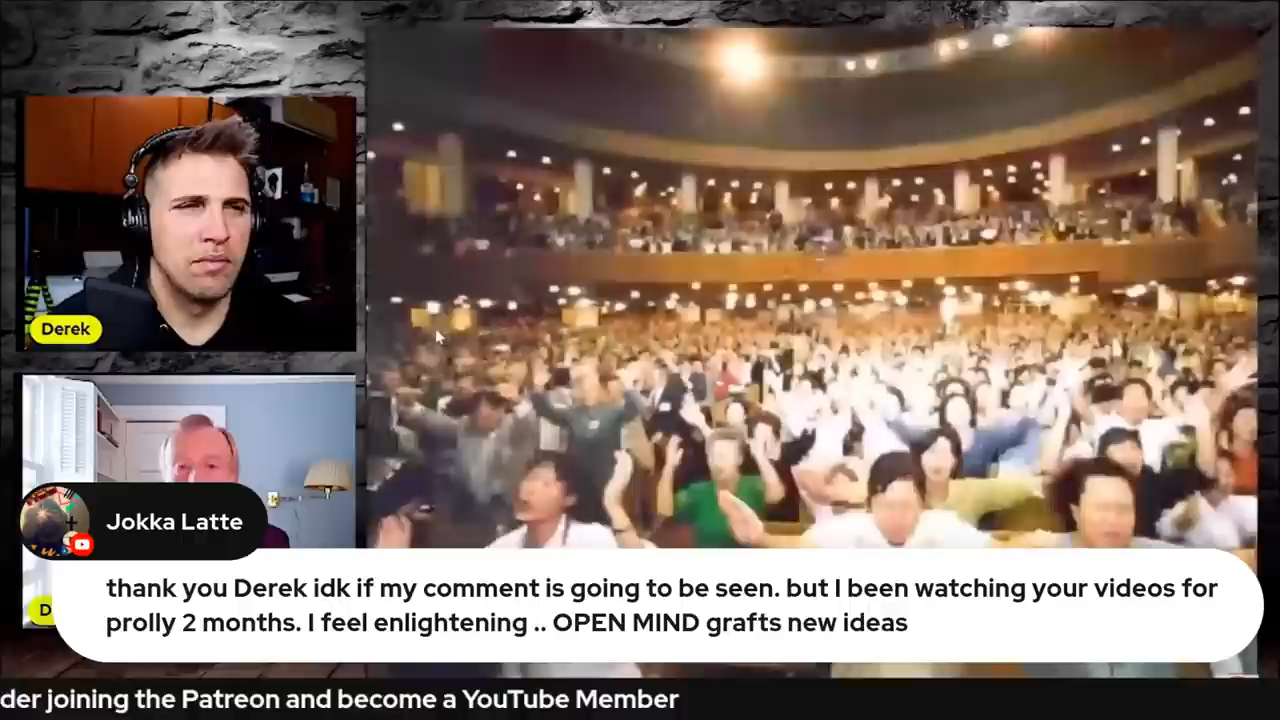 Derek
Jokka Latte
thank you Derek idk if my comment is going to be seen. but I been watching your videos for
prolly 2 months. I feel enlightening .. OPEN MIND grafts new ideas
D
der joining the Patreon and become a YouTube Member